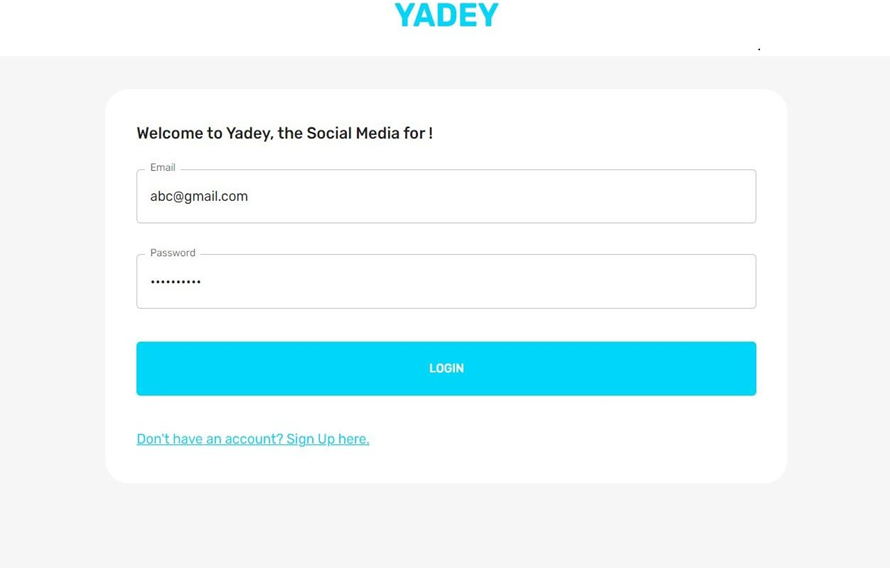 YADEY
.
Welcome to Yadey, the Social Media for !
Email
abc@gmail.com
Password
••••••••••
LOGIN
Don't have an account? Sign Up here.